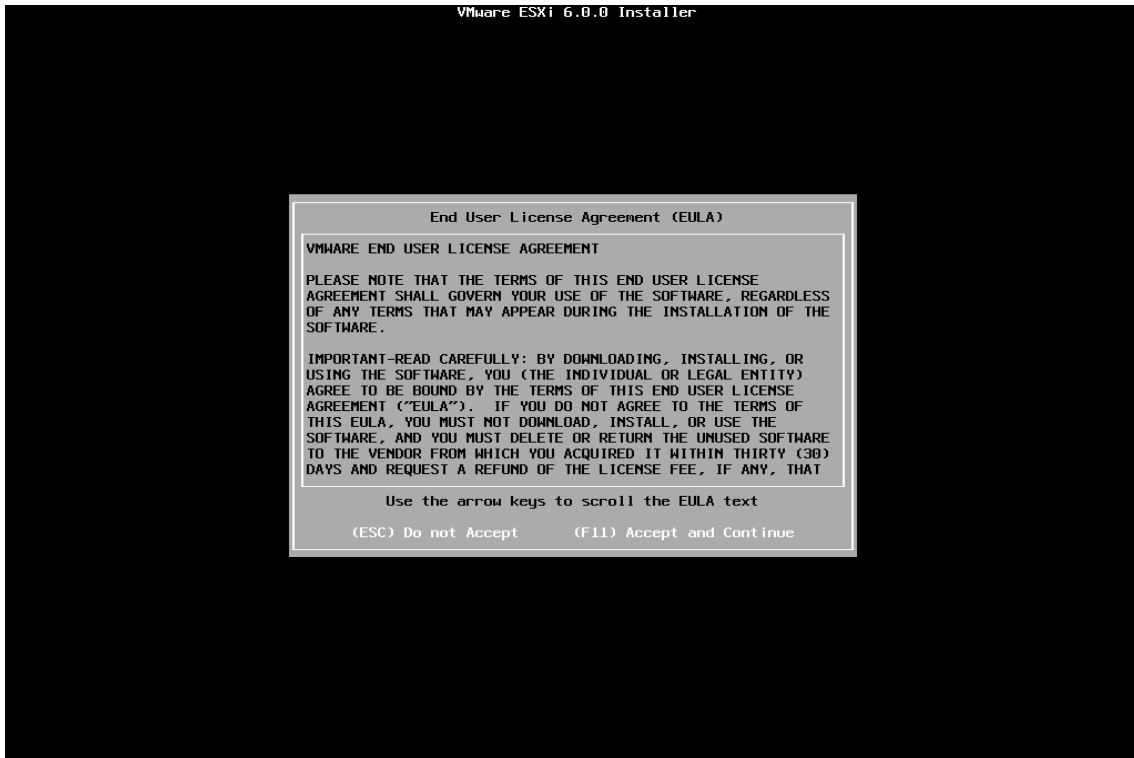 VMware ESXi 6.0.0 Installer
End User License Agreement (EULA)
VMWARE END USER LICENSE AGREEMENT
PLEASE NOTE THAT THE TERMS OF THIS END USER LICENSE
AGREEMENT SHALL GOVERN YOUR USE OF THE SOFTWARE, REGARDLESS
OF ANY TERMS THAT MAY APPEAR DURING THE INSTALLATION OF THE
SOFTWARE.
IMPORTANT-READ CAREFULLY: BY DOWNLOADING, INSTALLING, OR
USING THE SOFTWARE, YOU (THE INDIVIDUAL OR LEGAL ENTITY)
AGREE TO BE BOUND BY THE TERMS OF THIS END USER LICENSE
AGREEMENT ("EULA").  IF YOU DO NOT AGREE TO THE TERMS OF
THIS EULA, YOU MUST NOT DOWNLOAD, INSTALL, OR USE THE
SOFTWARE, AND YOU MUST DELETE OR RETURN THE UNUSED SOFTWARE
TO THE VENDOR FROM WHICH YOU ACQUIRED IT WITHIN THIRTY (30)
DAYS AND REQUEST A REFUND OF THE LICENSE FEE, IF ANY, THAT
Use the arrow keys to scroll the EULA text
(ESC) Do not Accept (F11) Accept and Continue